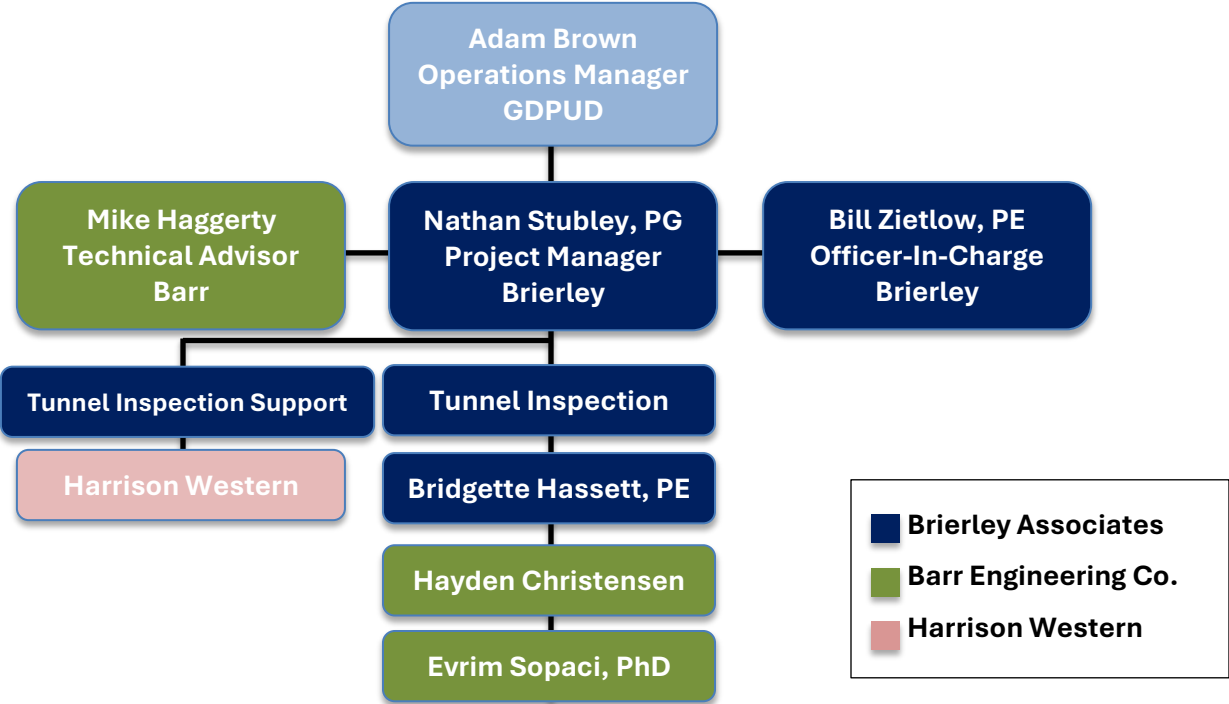 Adam Brown
Operations Manager
GDPUD
Mike Haggerty
Technical Advisor
Barr
Nathan Stubley, PG
Project Manager
Brierley
Bill Zietlow, PE
Officer-In-Charge
Brierley
Tunnel Inspection Support
Harrison Western
Tunnel Inspection
Bridgette Hassett, PE
Hayden Christensen
Evrim Sopaci, PhD
Brierley Associates
Barr Engineering Co.
Harrison Western